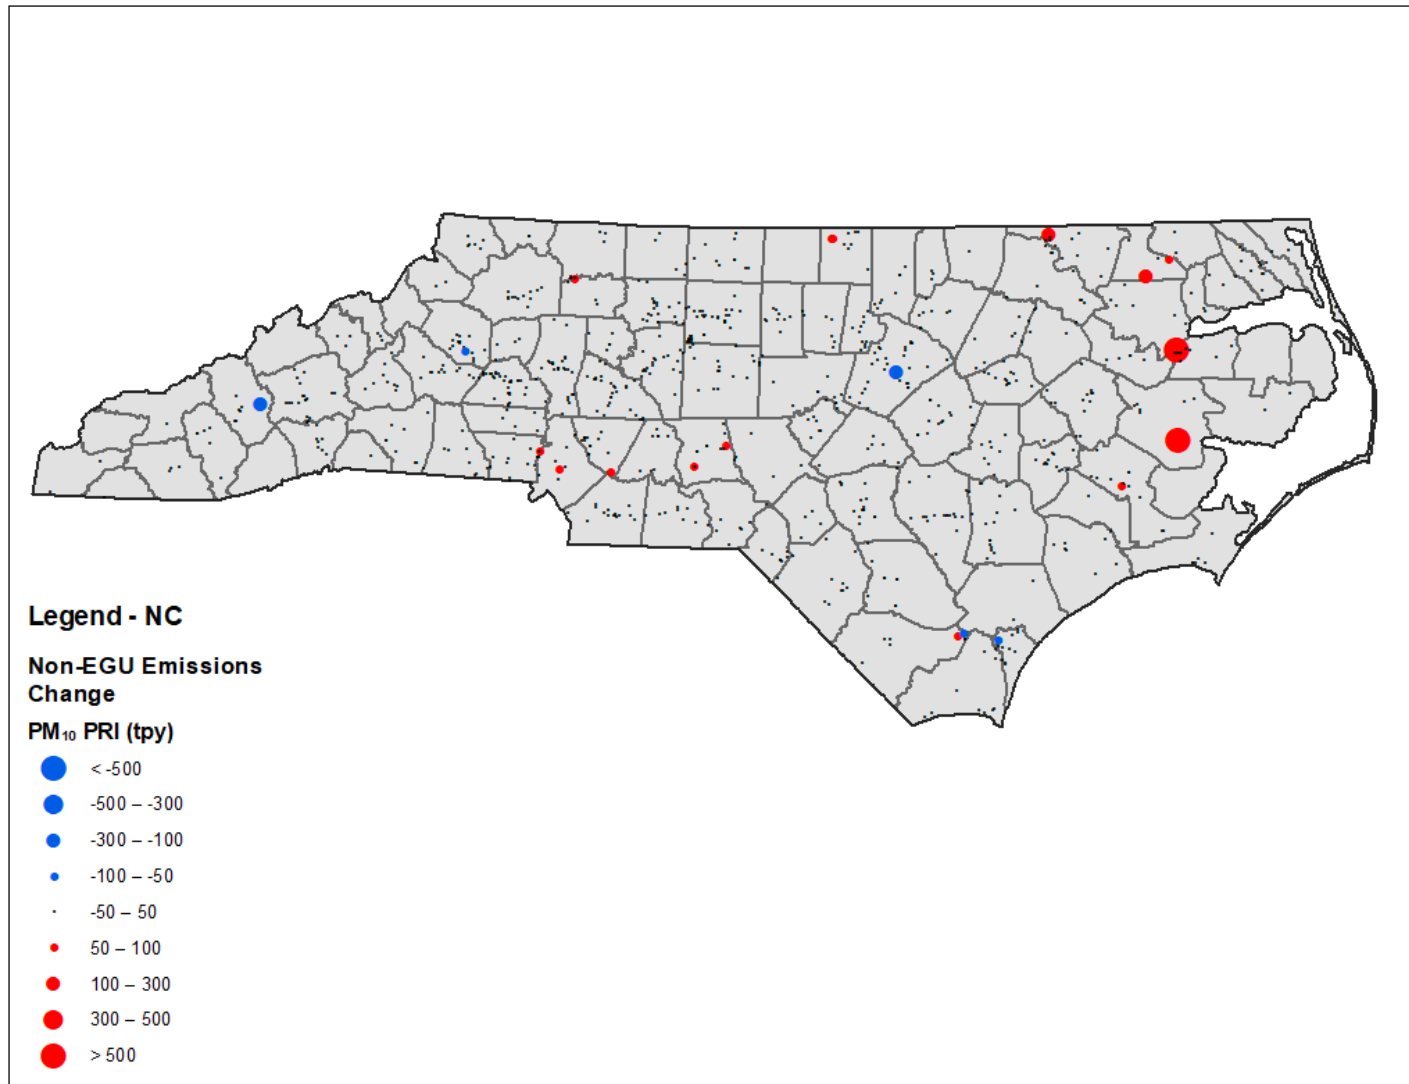 Legend - NC
Non-EGU Emissions
Change
PM₁₀ PRI (tpy)
< -500
-500 – -300
-300 – -100
-100 – -50
-50 – 50
50 – 100
100 – 300
300 – 500
> 500